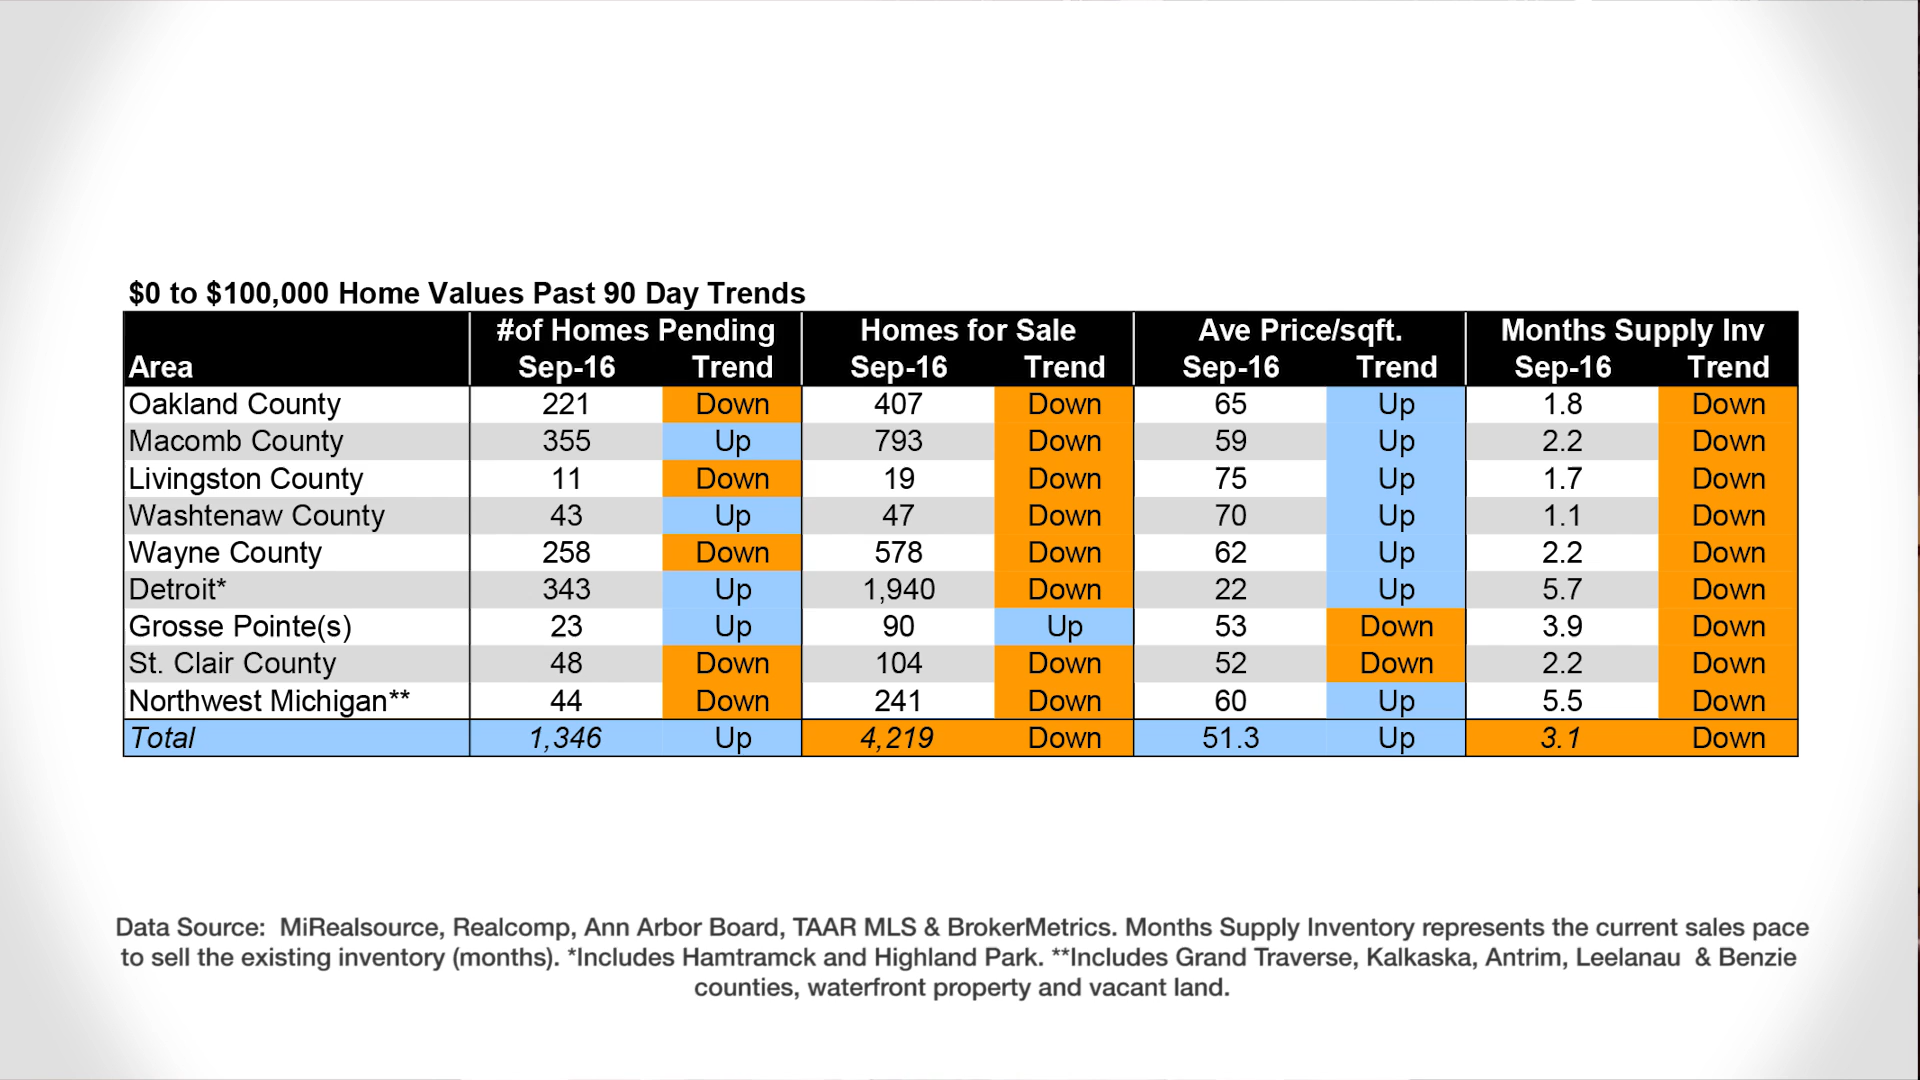 $0 to $100,000 Home Values Past 90 Day Trends
#of Homes Pending Homes for Sale Ave Price/sqft. Months Supply Inv
Area Sep-16 Trend Sep-16 Trend Sep-16 Trend Sep-16 Trend
Oakland County 221 Down 407 Down 65 Up 1.8 Down
Macomb County 355 Up 793 Down 59 Up 2.2 Down
Livingston County 11 Down 19 Down 75 Up 1.7 Down
Washtenaw County 43 Up 47 Down 70 Up 1.1 Down
Wayne County 258 Down 578 Down 62 Up 2.2 Down
Detroit* 343 Up 1,940 Down 22 Up 5.7 Down
Grosse Pointe(s) 23 Up 90 Up 53 Down 3.9 Down
St. Clair County 48 Down 104 Down 52 Down 2.2 Down
Northwest Michigan** 44 Down 241 Down 60 Up 5.5 Down
Total 1,346 Up 4,219 Down 51.3 Up 3.1 Down
Data Source: MiRealsource, Realcomp, Ann Arbor Board, TAAR MLS & BrokerMetrics. Months Supply Inventory represents the current sales pace
to sell the existing inventory (months). *Includes Hamtramck and Highland Park. **Includes Grand Traverse, Kalkaska, Antrim, Leelanau & Benzie
counties, waterfront property and vacant land.